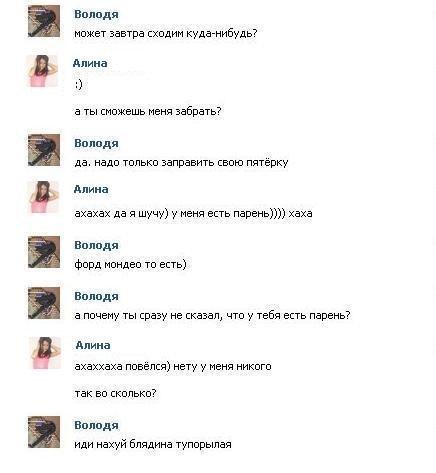 Володя
может завтра сходим куда-нибудь?
Алина
:)
а ты сможешь меня забрать?
Володя
да. надо только заправить свою пятёрку
Алина
ахахах да я шучу) у меня есть парень)))) хаха
Володя
форд мондео то есть)
Володя
а почему ты сразу не сказал, что у тебя есть парень?
Алина
ахаххаха повёлся) нету у меня никого
так во сколько?
Володя
иди нахуй блядина тупорылая